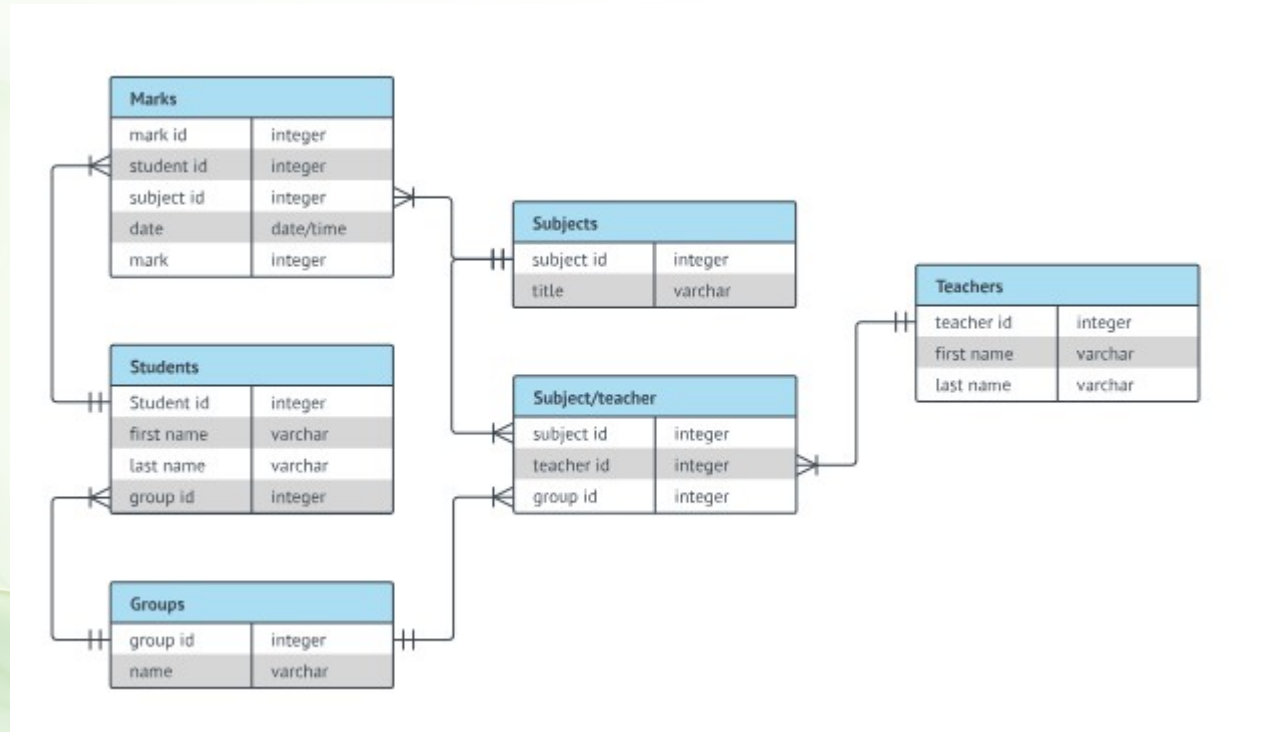 Marks
mark id integer
student id integer
subject id integer
date date/time
mark integer
Students
Student id integer
first name varchar
last name varchar
group id integer
Groups
group id integer
name varchar
Subjects
subject id integer
title varchar
Subject/teacher
subject id integer
teacher id integer
group id integer
Teachers
teacher id integer
first name varchar
last name varchar